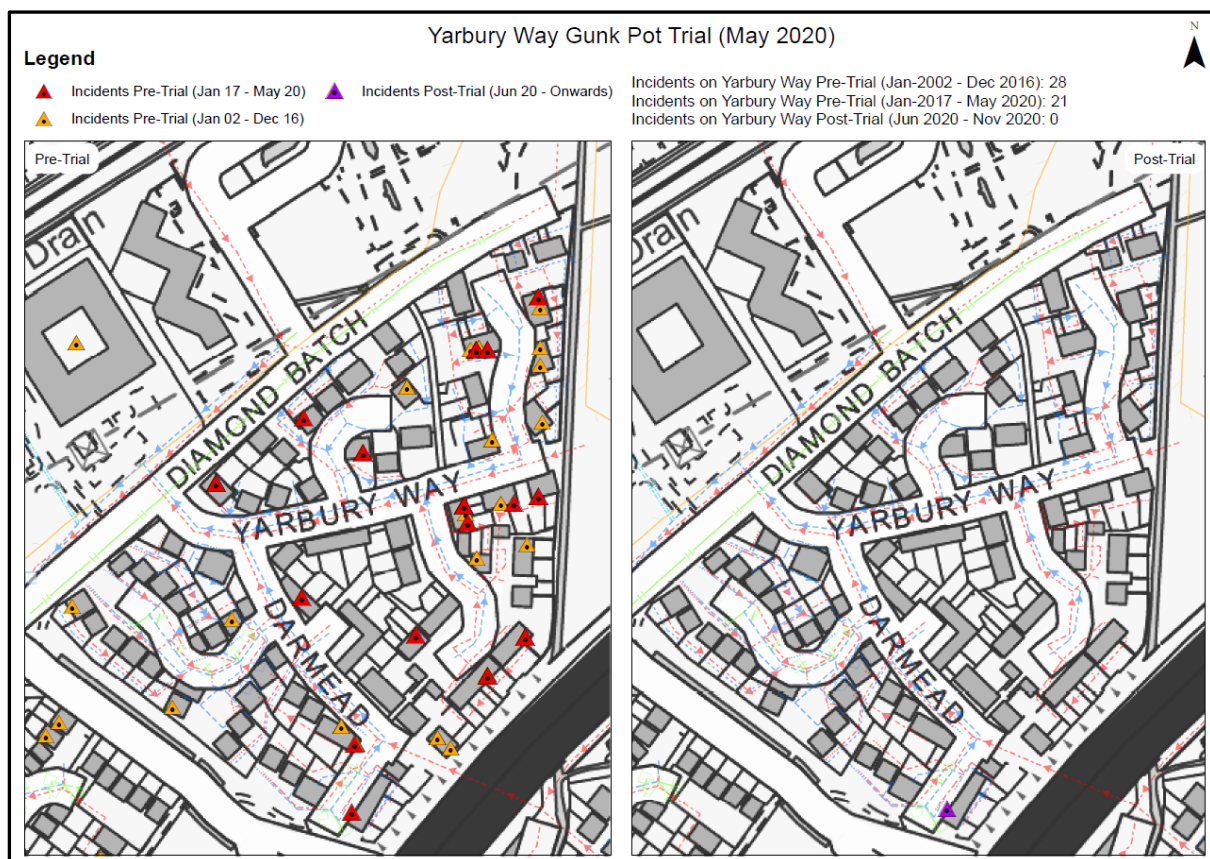 Yarbury Way Gunk Pot Trial (May 2020)
N
Legend
Incidents Pre-Trial (Jan 17 - May 20)
Incidents Post-Trial (Jun 20 - Onwards)
Incidents Pre-Trial (Jan 02 - Dec 16)
Incidents on Yarbury Way Pre-Trial (Jan-2002 - Dec 2016): 28
Incidents on Yarbury Way Pre-Trial (Jan-2017 - May 2020): 21
Incidents on Yarbury Way Post-Trial (Jun 2020 - Nov 2020: 0
Pre-Trial
Drain
DIAMOND BATCH
YARBURY WAY
DARMEAD
Post-Trial
Drain
DIAMOND BATCH
YARBURY WAY
DARMEAD